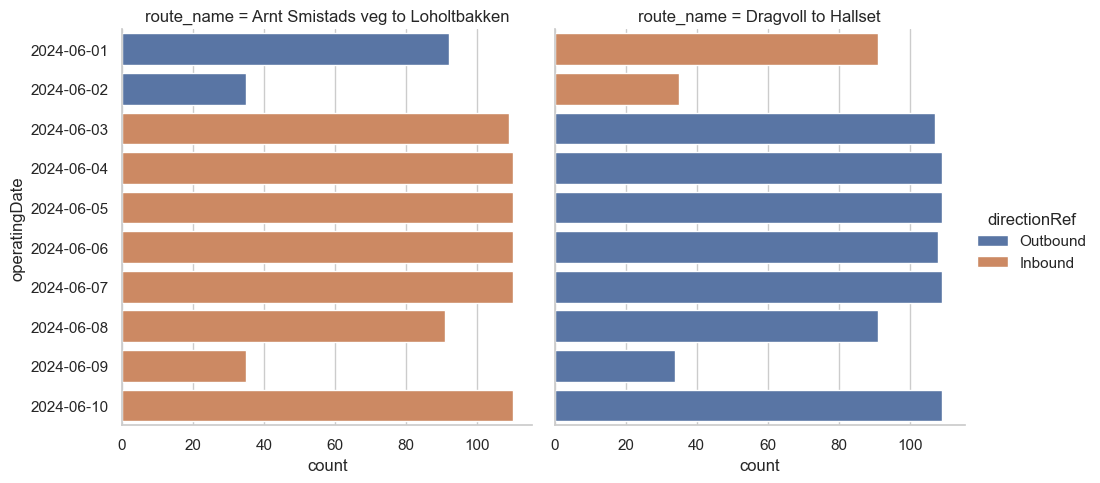 route_name = Arnt Smistads veg to Loholtbakken
route_name = Dragvoll to Hallset
operatingDate
2024-06-01
2024-06-02
2024-06-03
2024-06-04
2024-06-05
2024-06-06
2024-06-07
2024-06-08
2024-06-09
2024-06-10
0 20 40 60 80 100
count
0 20 40 60 80 100
count
directionRef
Outbound
Inbound